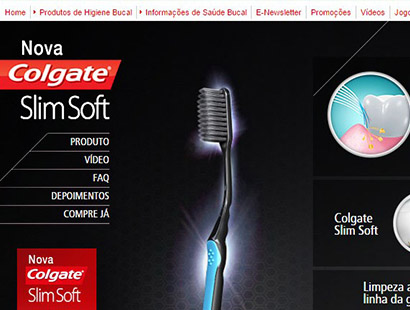 Home Produtos de Higiene Bucal Informações de Saúde Bucal E-Newsletter Promoções Vídeos
Nova
Colgate®
Slim Soft
PRODUTO
VÍDEO
FAQ
DEPOIMENTOS
COMPRE JÁ
Nova
Colgate®
Slim Soft
Colgate
Slim Soft
Limpeza a
linha da g